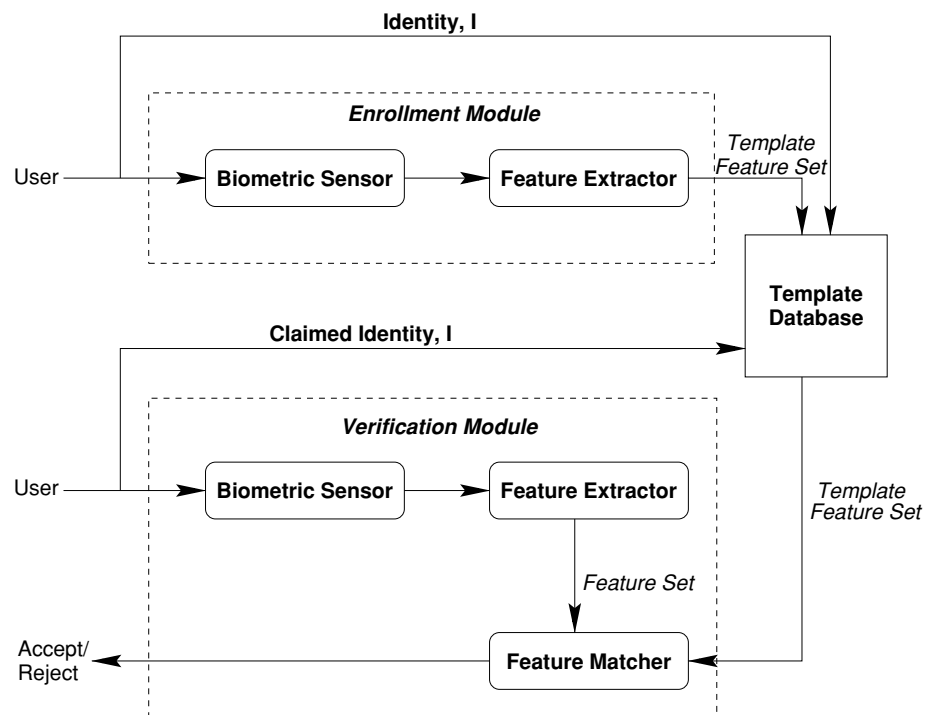 Identity, I
Enrollment Module
User
Biometric Sensor
Feature Extractor
Template
Feature Set
Template
Database
Claimed Identity, I
Verification Module
User
Biometric Sensor
Feature Extractor
Template
Feature Set
Feature Set
Accept/
Reject
Feature Matcher